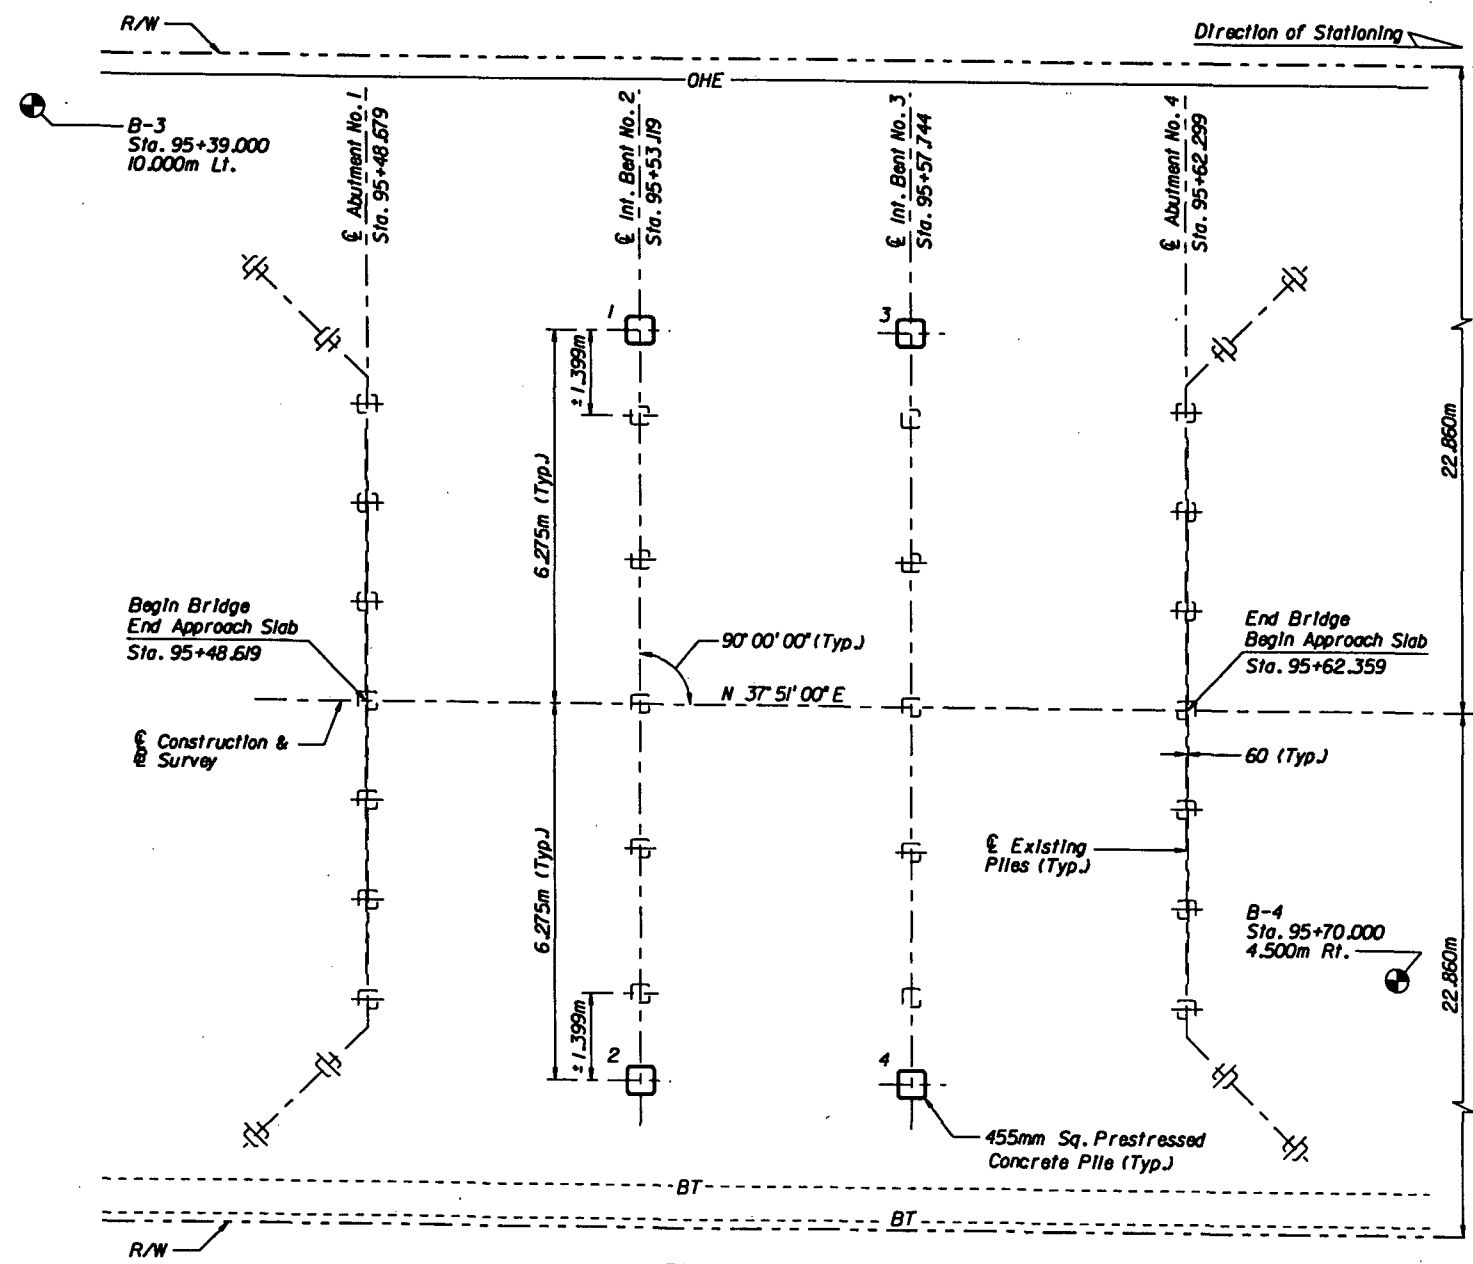 R/W
Direction of Stationing
OHE
B-3
Sta. 95+39.000
10.000m Lt.
℄ Abutment No. 1
Sta. 95+48.679
℄ Int. Bent No. 2
Sta. 95+53.119
℄ Int. Bent No. 3
Sta. 95+57.744
℄ Abutment No. 4
Sta. 95+62.299
1
3
±1.399m
6.275m (Typ.)
22.860m
Begin Bridge
End Approach Slab
Sta. 95+48.619
90°00'00" (Typ.)
N 37°51'00" E
End Bridge
Begin Approach Slab
Sta. 95+62.359
℄ Construction &
℄ Survey
60 (Typ.)
6.275m (Typ.)
℄ Existing
Piles (Typ.)
B-4
Sta. 95+70.000
4.500m Rt.
22.860m
±1.399m
2
4
455mm Sq. Prestressed
Concrete Pile (Typ.)
BT
BT
R/W